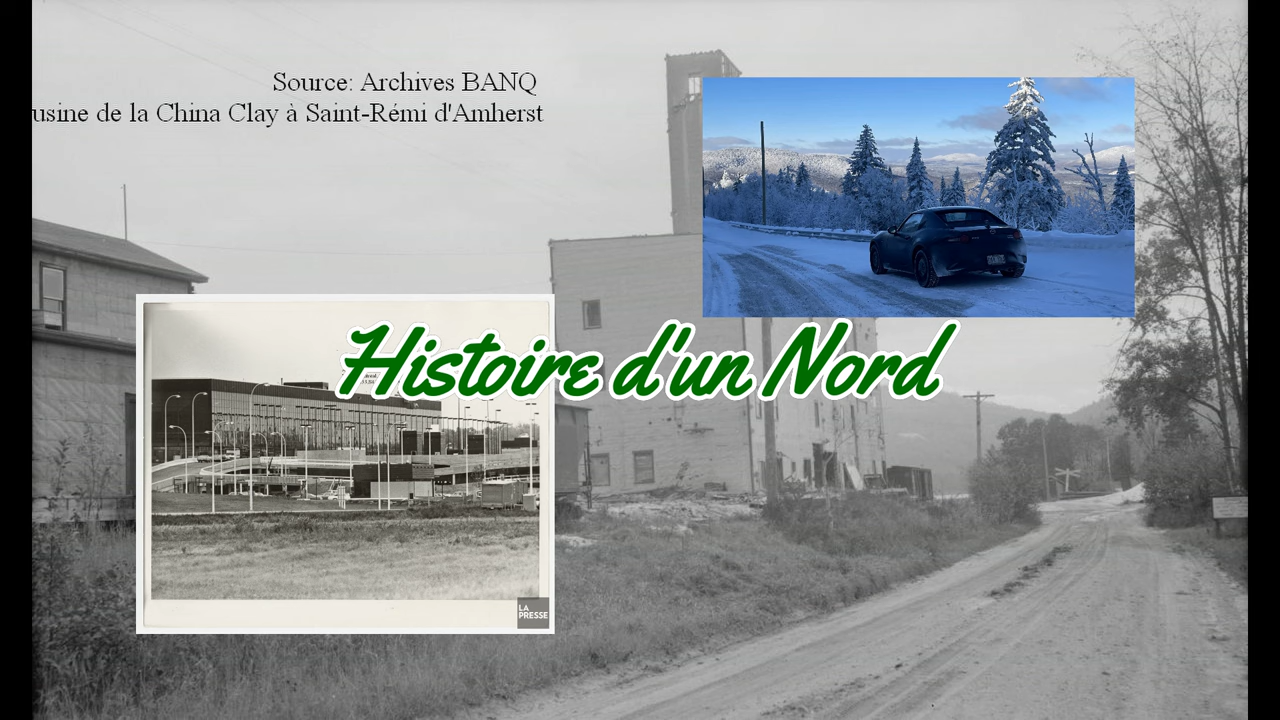 Source: Archives BANQ
usine de la China Clay à Saint-Rémi d'Amherst
Histoire d'un Nord
LA
PRESSE